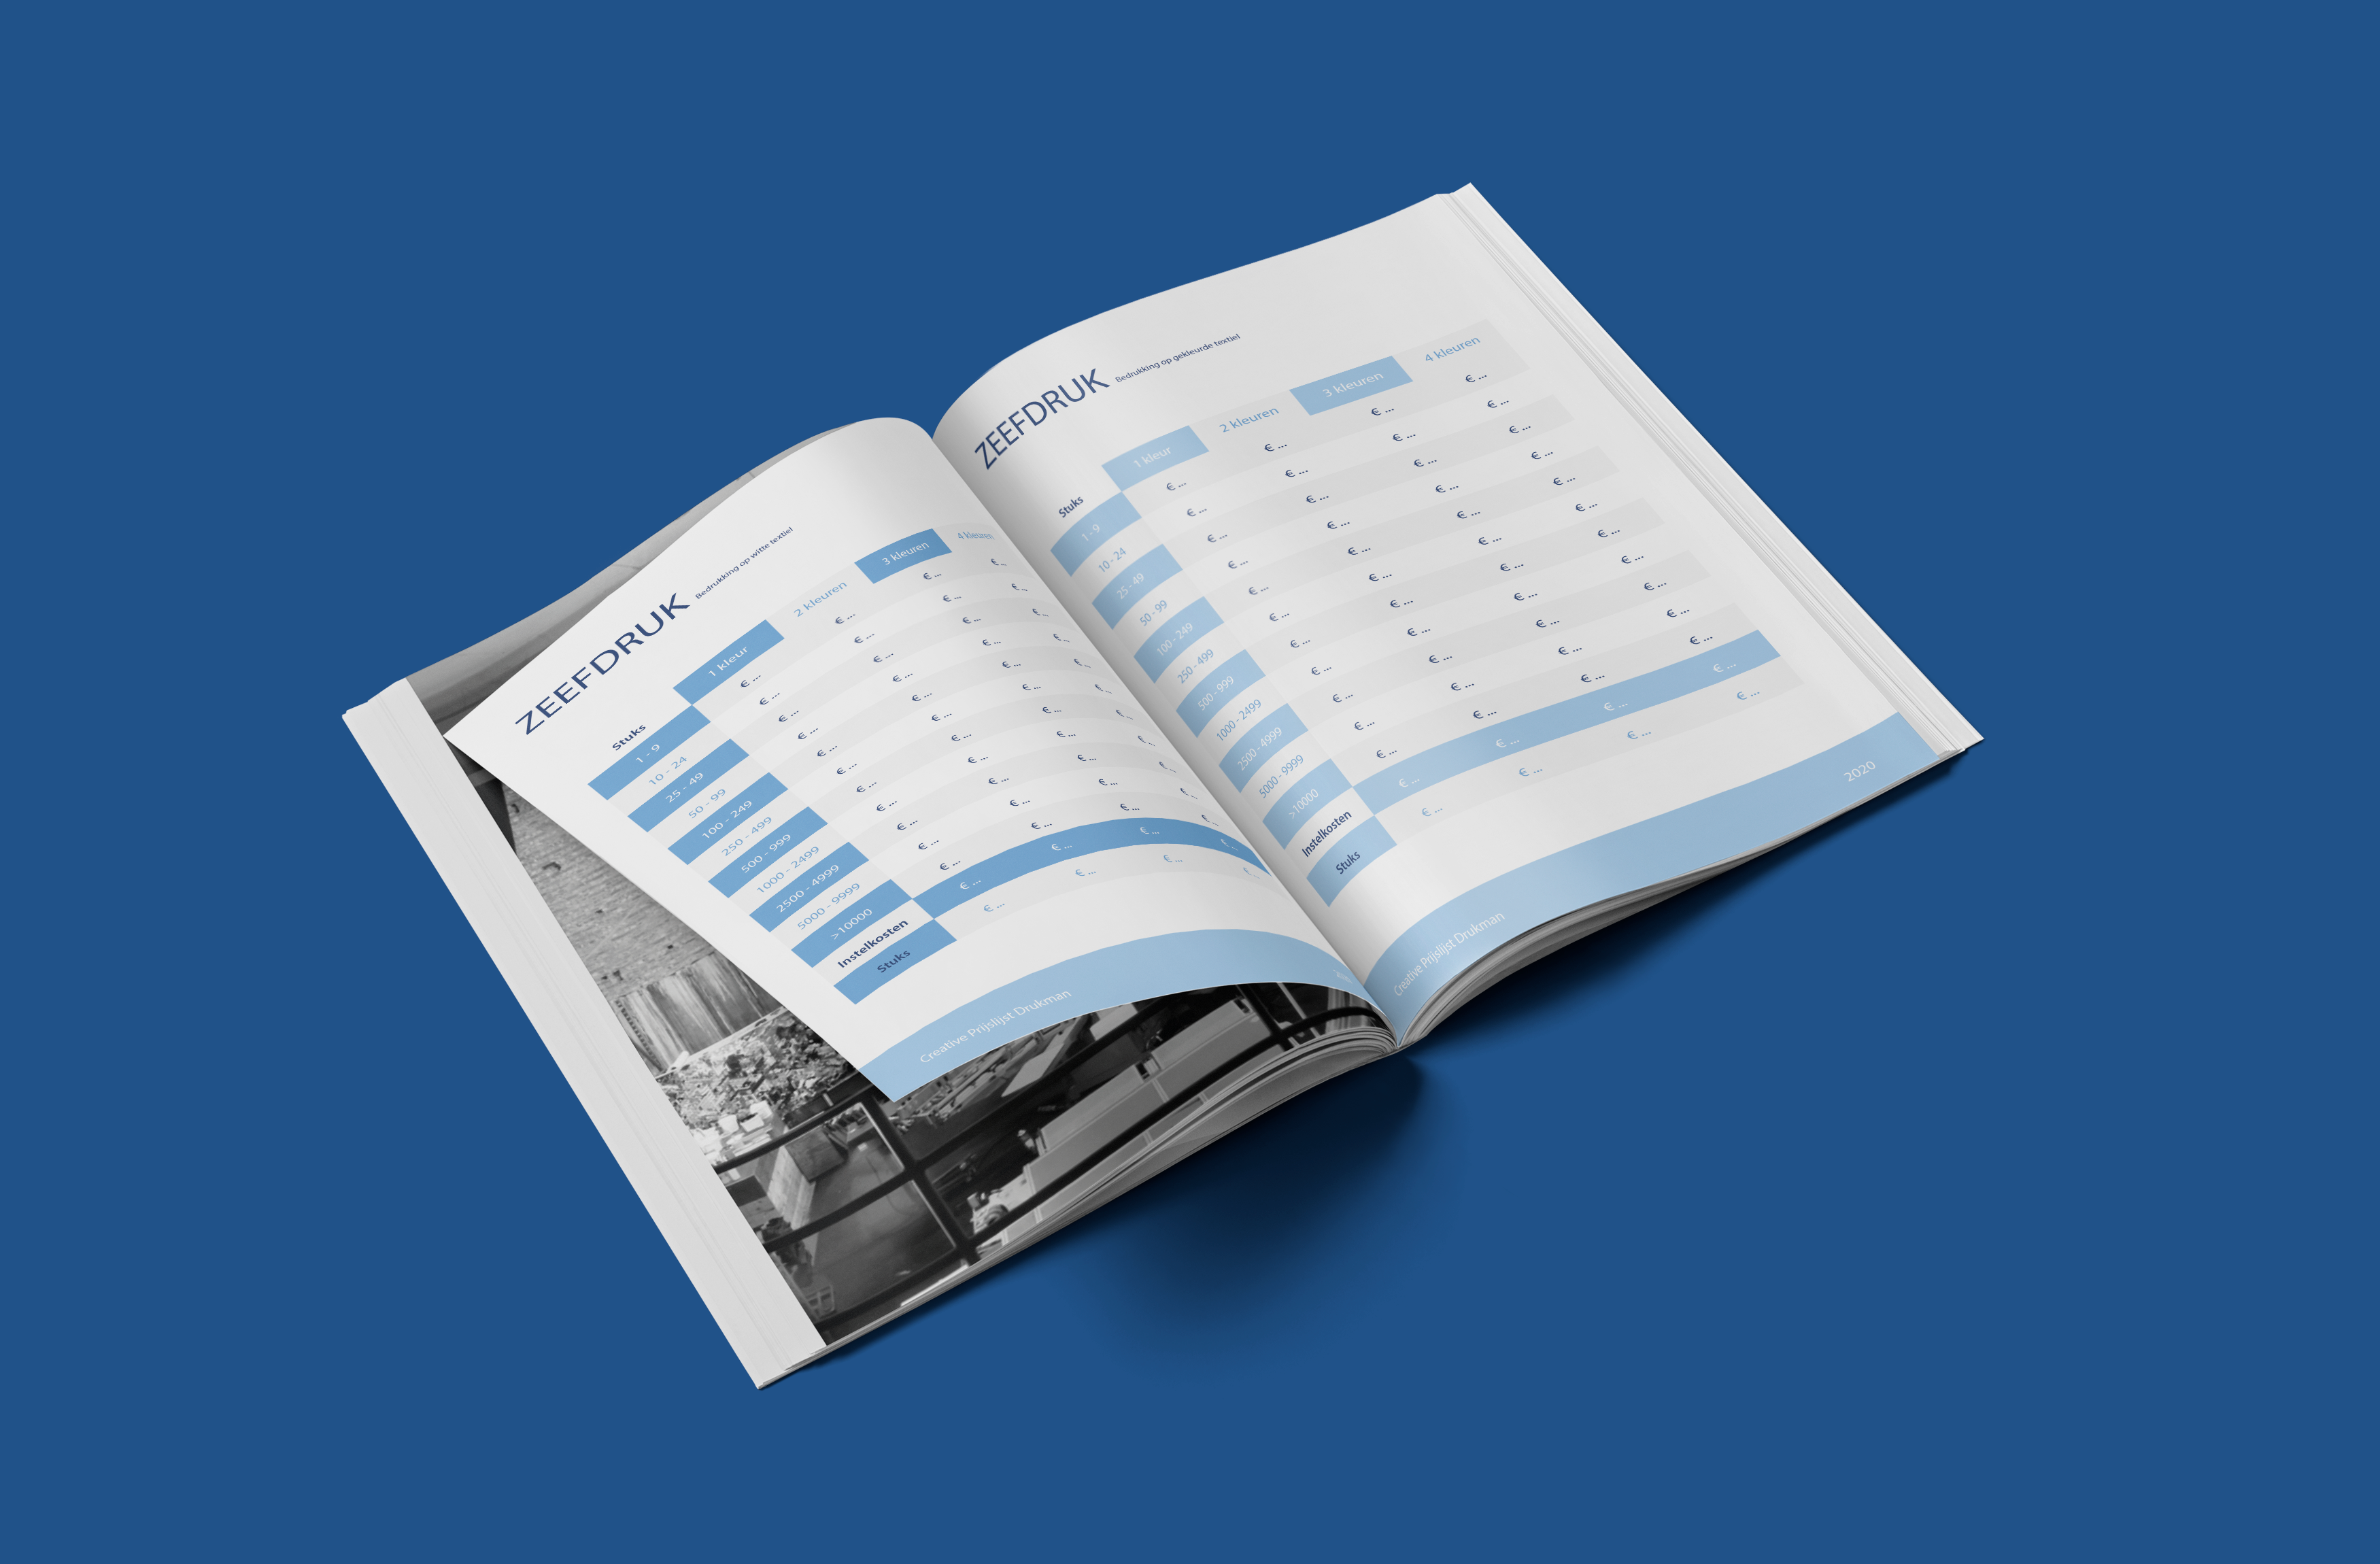 ZEEFDRUK Bedrukking op witte textiel
1 kleur 2 kleuren 3 kleuren 4 kleuren
Stuks
1 - 9 € ... € ... € ... € ...
10 - 24 € ... € ... € ... € ...
25 - 49 € ... € ... € ... € ...
50 - 99 € ... € ... € ... € ...
100 - 249 € ... € ... € ... € ...
250 - 499 € ... € ... € ... € ...
500 - 999 € ... € ... € ... € ...
1000 - 2499 € ... € ... € ... € ...
2500 - 4999 € ... € ... € ... € ...
5000 - 9999 € ... € ... € ... € ...
>10000 € ... € ... € ... € ...
Instelkosten € ... € ... € ... € ...
Stuks € ... € ... € ... € ...
Creative Prijslijst Drukman
ZEEFDRUK Bedrukking op gekleurde textiel
1 kleur 2 kleuren 3 kleuren 4 kleuren
Stuks
1 - 9 € ... € ... € ... € ...
10 - 24 € ... € ... € ... € ...
25 - 49 € ... € ... € ... € ...
50 - 99 € ... € ... € ... € ...
100 - 249 € ... € ... € ... € ...
250 - 499 € ... € ... € ... € ...
500 - 999 € ... € ... € ... € ...
1000 - 2499 € ... € ... € ... € ...
2500 - 4999 € ... € ... € ... € ...
5000 - 9999 € ... € ... € ... € ...
>10000 € ... € ... € ... € ...
Instelkosten € ... € ... € ... € ...
Stuks € ... € ... € ... € ...
Creative Prijslijst Drukman 2020